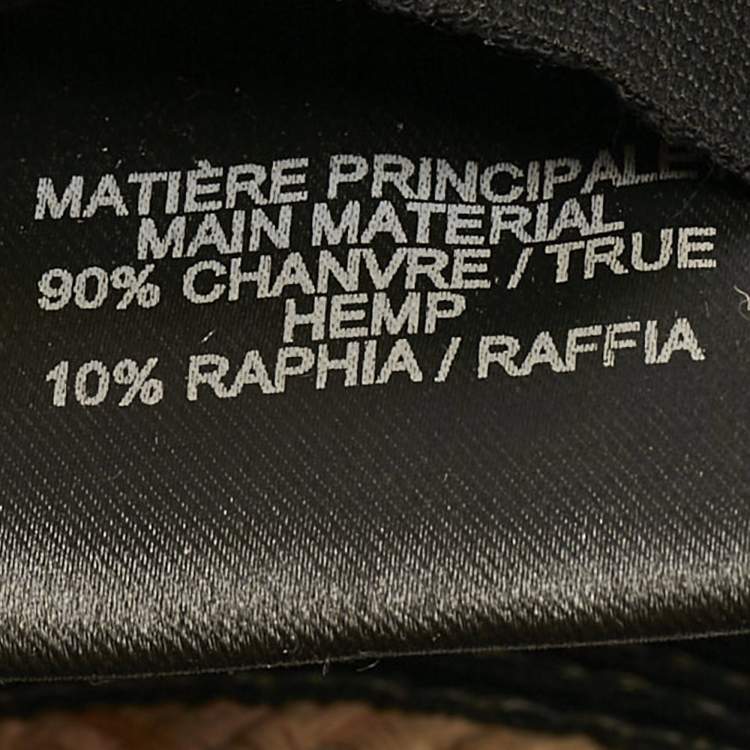 MATIÈRE PRINCIPALE
MAIN MATERIAL
90% CHANVRE / TRUE
HEMP
10% RAPHIA / RAFFIA